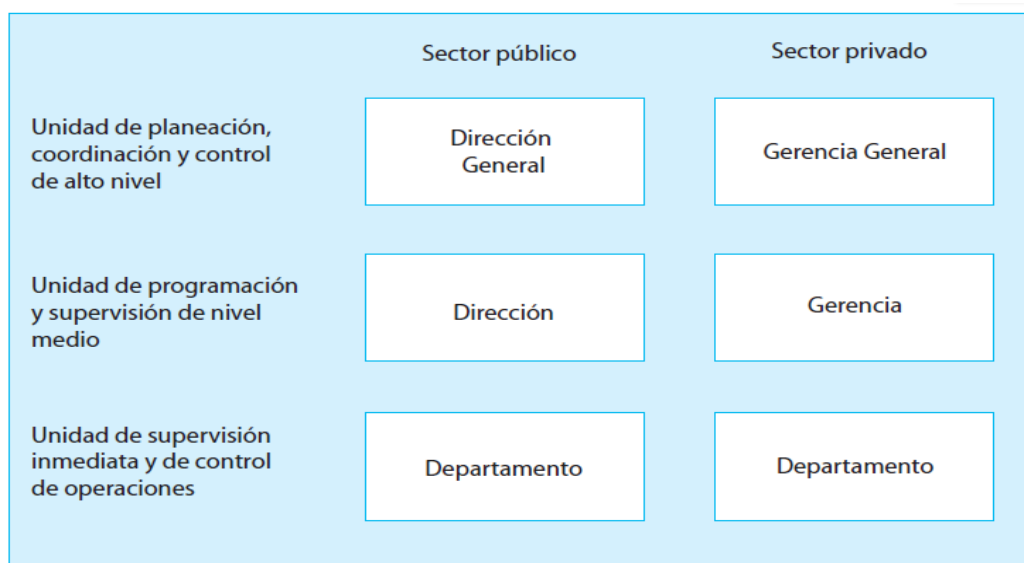 Sector público
Sector privado
Unidad de planeación,
coordinación y control
de alto nivel
Dirección
General
Gerencia General
Unidad de programación
y supervisión de nivel
medio
Dirección
Gerencia
Unidad de supervisión
inmediata y de control
de operaciones
Departamento
Departamento